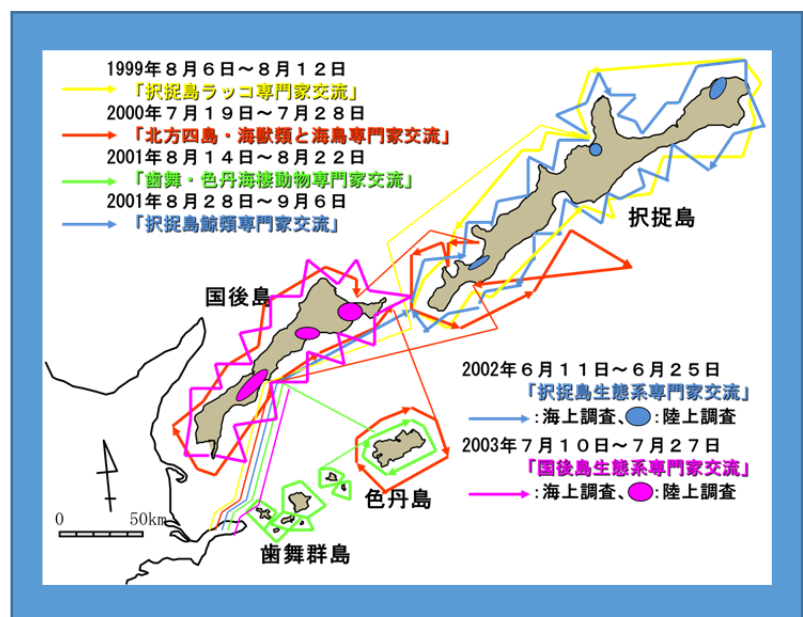 1999年8月6日～8月12日
「択捉島ラッコ専門家交流」
2000年7月19日～7月28日
「北方四島・海獣類と海鳥専門家交流」
2001年8月14日～8月22日
「歯舞・色丹海棲動物専門家交流」
2001年8月28日～9月6日
「択捉島鯨類専門家交流」
択捉島
国後島
2002年6月11日～6月25日
「択捉島生態系専門家交流」
:海上調査、 :陸上調査
2003年7月10日～7月27日
「国後島生態系専門家交流」
:海上調査、 :陸上調査
色丹島
0 50km
歯舞群島